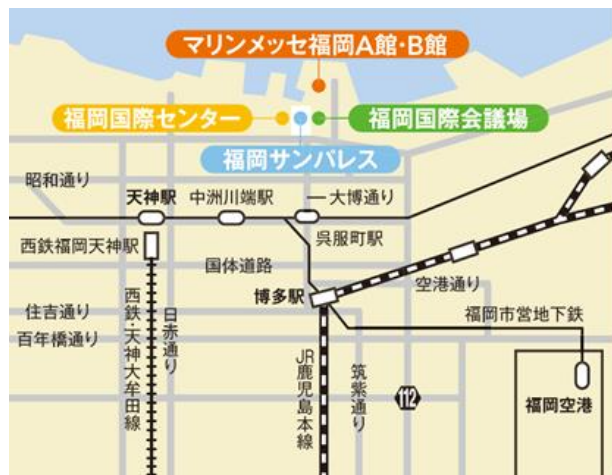 マリンメッセ福岡A館・B館
福岡国際センター
福岡国際会議場
福岡サンパレス
昭和通り
天神駅
中洲川端駅
大博通り
呉服町駅
西鉄福岡天神駅
国体道路
空港通り
博多駅
住吉通り
福岡市営地下鉄
百年橋通り
西鉄・天神大牟田線
日赤通り
JR鹿児島本線
筑紫通り
112
福岡空港